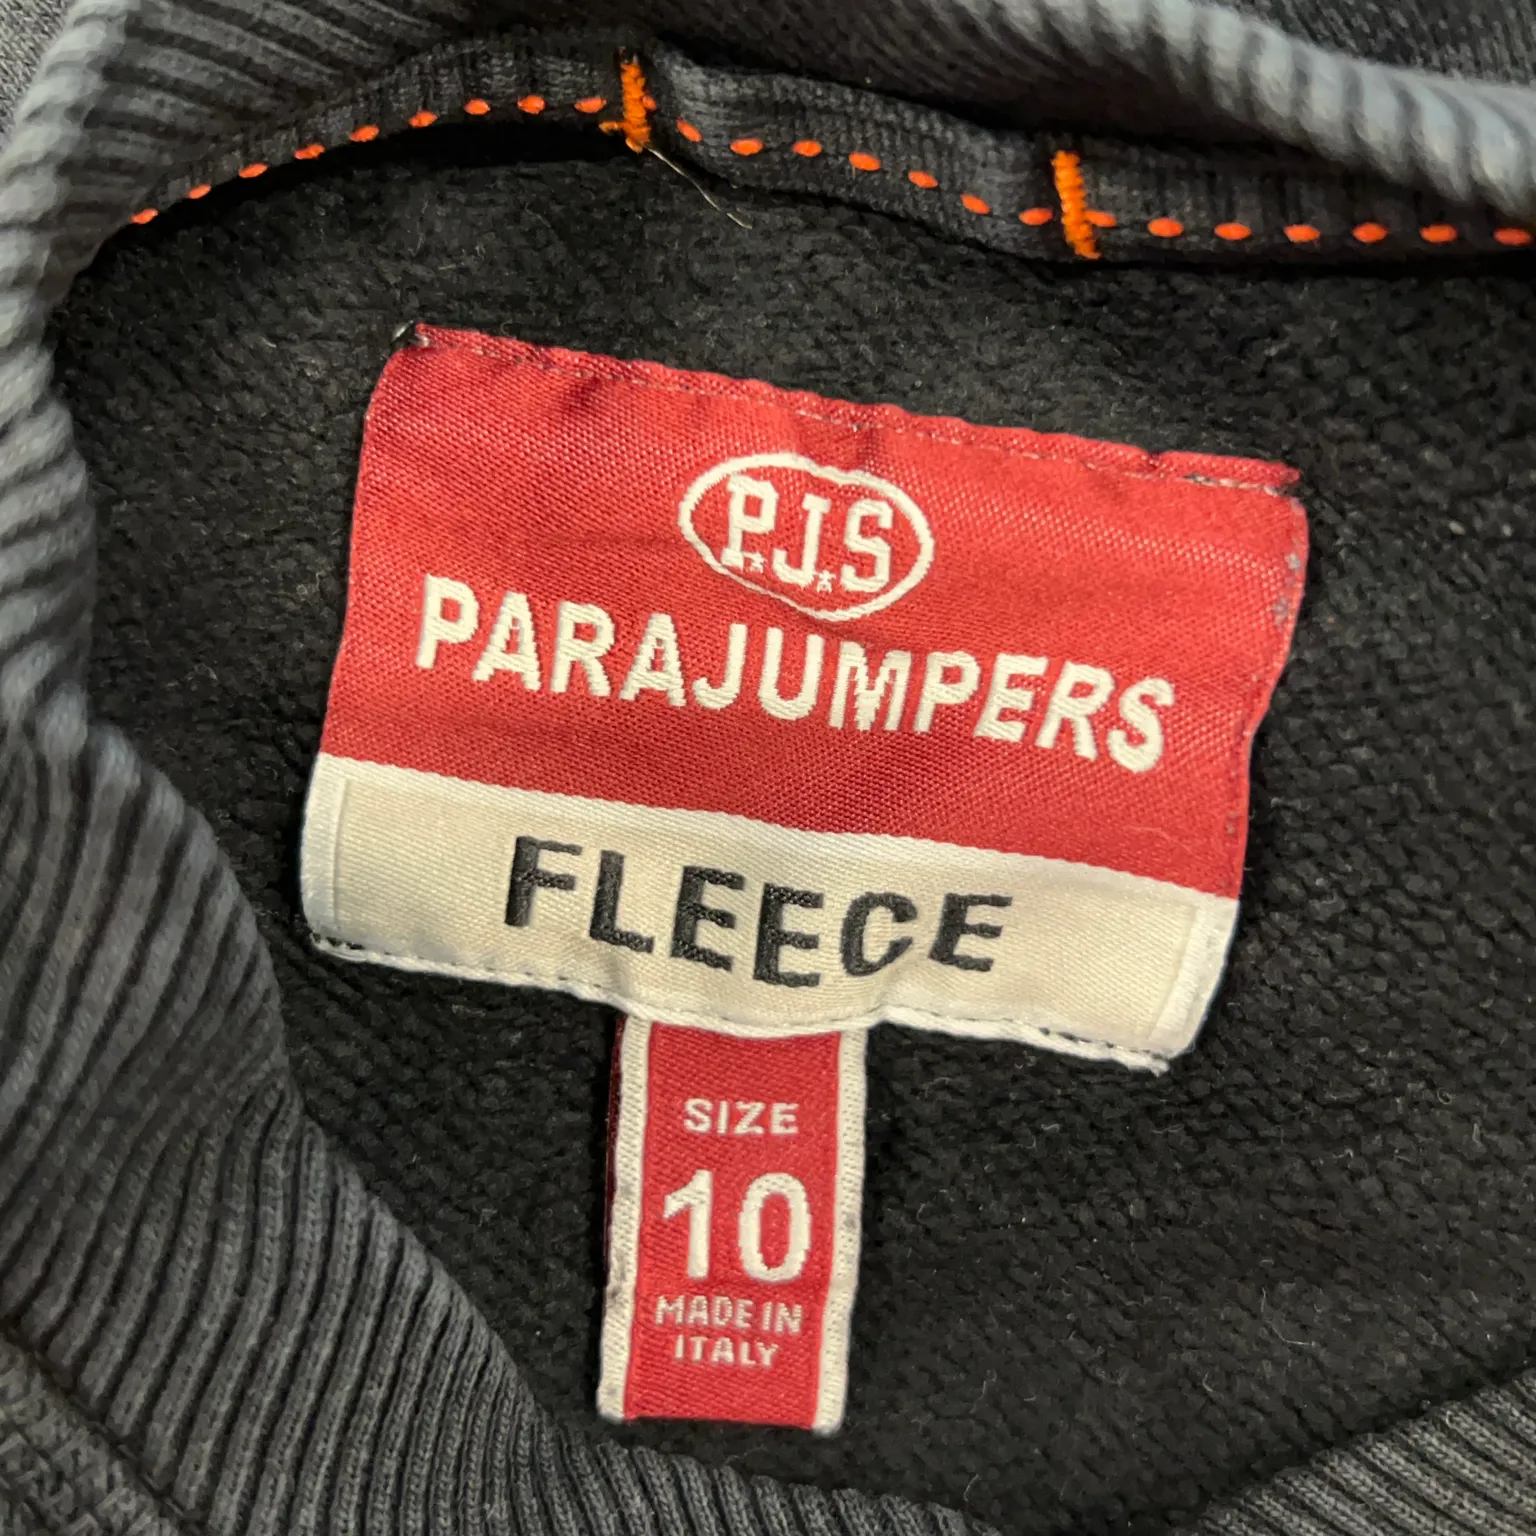 P.J.S
PARAJUMPERS
FLEECE
SIZE
10
MADE IN
ITALY